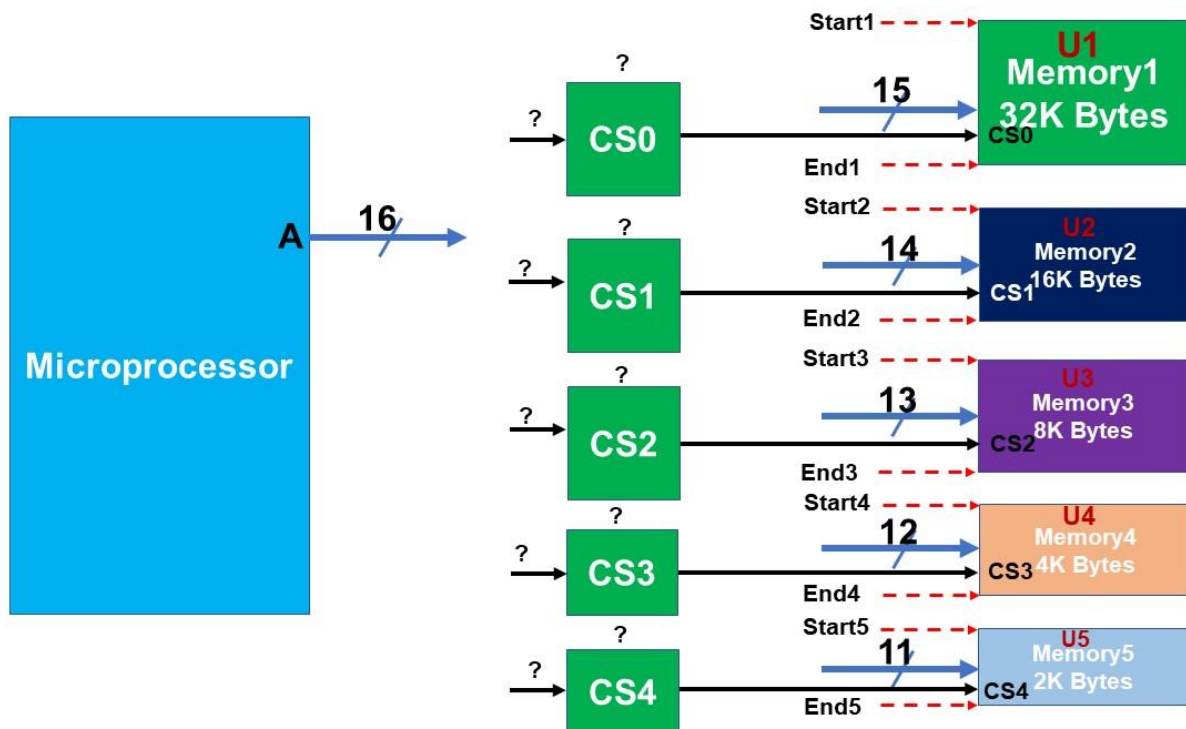 Microprocessor
A
16
?
?
CS0
Start1
15
U1
Memory1
32K Bytes
CS0
End1
?
?
CS1
Start2
14
U2
Memory2
16K Bytes
CS1
End2
?
?
CS2
Start3
13
U3
Memory3
8K Bytes
CS2
End3
?
?
CS3
Start4
12
U4
Memory4
4K Bytes
CS3
End4
?
?
CS4
Start5
11
U5
Memory5
2K Bytes
CS4
End5